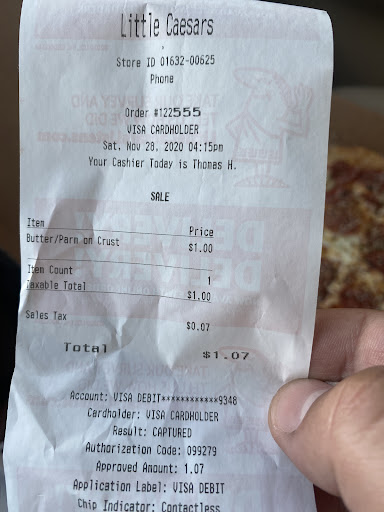 Little Caesars
Store ID 01632-00625
Phone
Order #122555
VISA CARDHOLDER
Sat. Nov 28, 2020 04:15pm
Your Cashier Today is Thomas H.
SALE
Item Price
Butter/Parm on Crust $1.00
Item Count 1
Taxable Total $1.00
Sales Tax $0.07
Total $1.07
Account: VISA DEBIT************9348
Cardholder: VISA CARDHOLDER
Result: CAPTURED
Authorization Code: 099279
Approved Amount: 1.07
Application Label: VISA DEBIT
Chip Indicator: Contactless